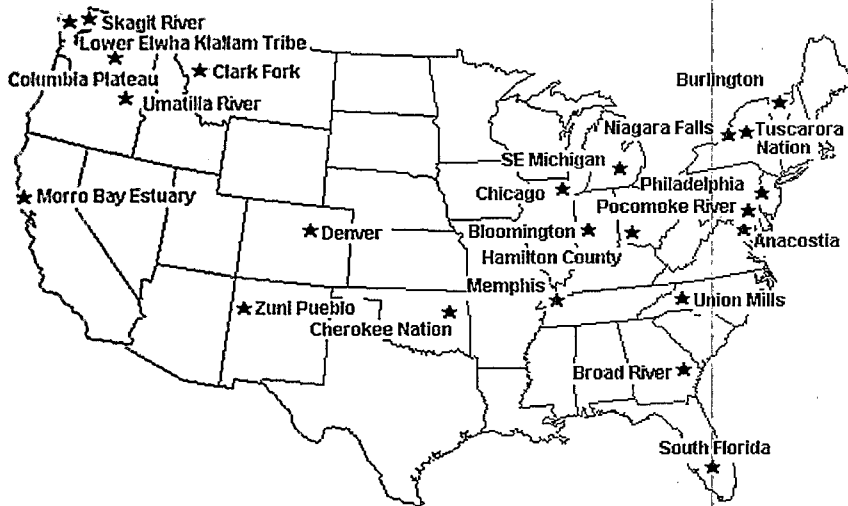 Skagit River
Lower Elwha Klallam Tribe
Clark Fork
Columbia Plateau
Umatilla River
Burlington
Niagara Falls
Tuscarora
Nation
SE Michigan
Chicago
Philadelphia
Morro Bay Estuary
Pocomoke River
Denver
Bloomington
Anacostia
Hamilton County
Memphis
Zuni Pueblo
Union Mills
Cherokee Nation
Broad River
South Florida